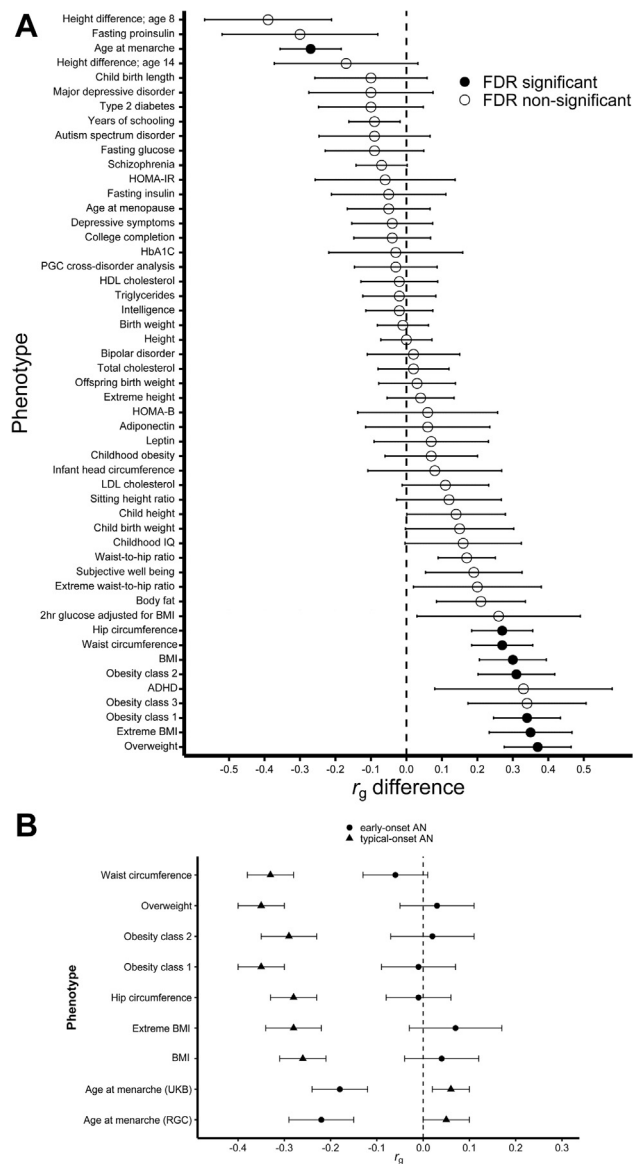 A
FDR significant
FDR non-significant
Phenotype
Height difference; age 8
Fasting proinsulin
Age at menarche
Height difference; age 14
Child birth length
Major depressive disorder
Type 2 diabetes
Years of schooling
Autism spectrum disorder
Fasting glucose
Schizophrenia
HOMA-IR
Fasting insulin
Age at menopause
Depressive symptoms
College completion
HbA1C
PGC cross-disorder analysis
HDL cholesterol
Triglycerides
Intelligence
Birth weight
Height
Bipolar disorder
Total cholesterol
Offspring birth weight
Extreme height
HOMA-B
Adiponectin
Leptin
Childhood obesity
Infant head circumference
LDL cholesterol
Sitting height ratio
Child height
Child birth weight
Childhood IQ
Waist-to-hip ratio
Subjective well being
Extreme waist-to-hip ratio
Body fat
2hr glucose adjusted for BMI
Hip circumference
Waist circumference
BMI
Obesity class 2
ADHD
Obesity class 3
Obesity class 1
Extreme BMI
Overweight
-0.5 -0.4 -0.3 -0.2 -0.1 0.0 0.1 0.2 0.3 0.4 0.5
rg difference
B
early-onset AN
typical-onset AN
Phenotype
Waist circumference
Overweight
Obesity class 2
Obesity class 1
Hip circumference
Extreme BMI
BMI
Age at menarche (UKB)
Age at menarche (RGC)
-0.4 -0.3 -0.2 -0.1 0.0 0.1 0.2 0.3
rg